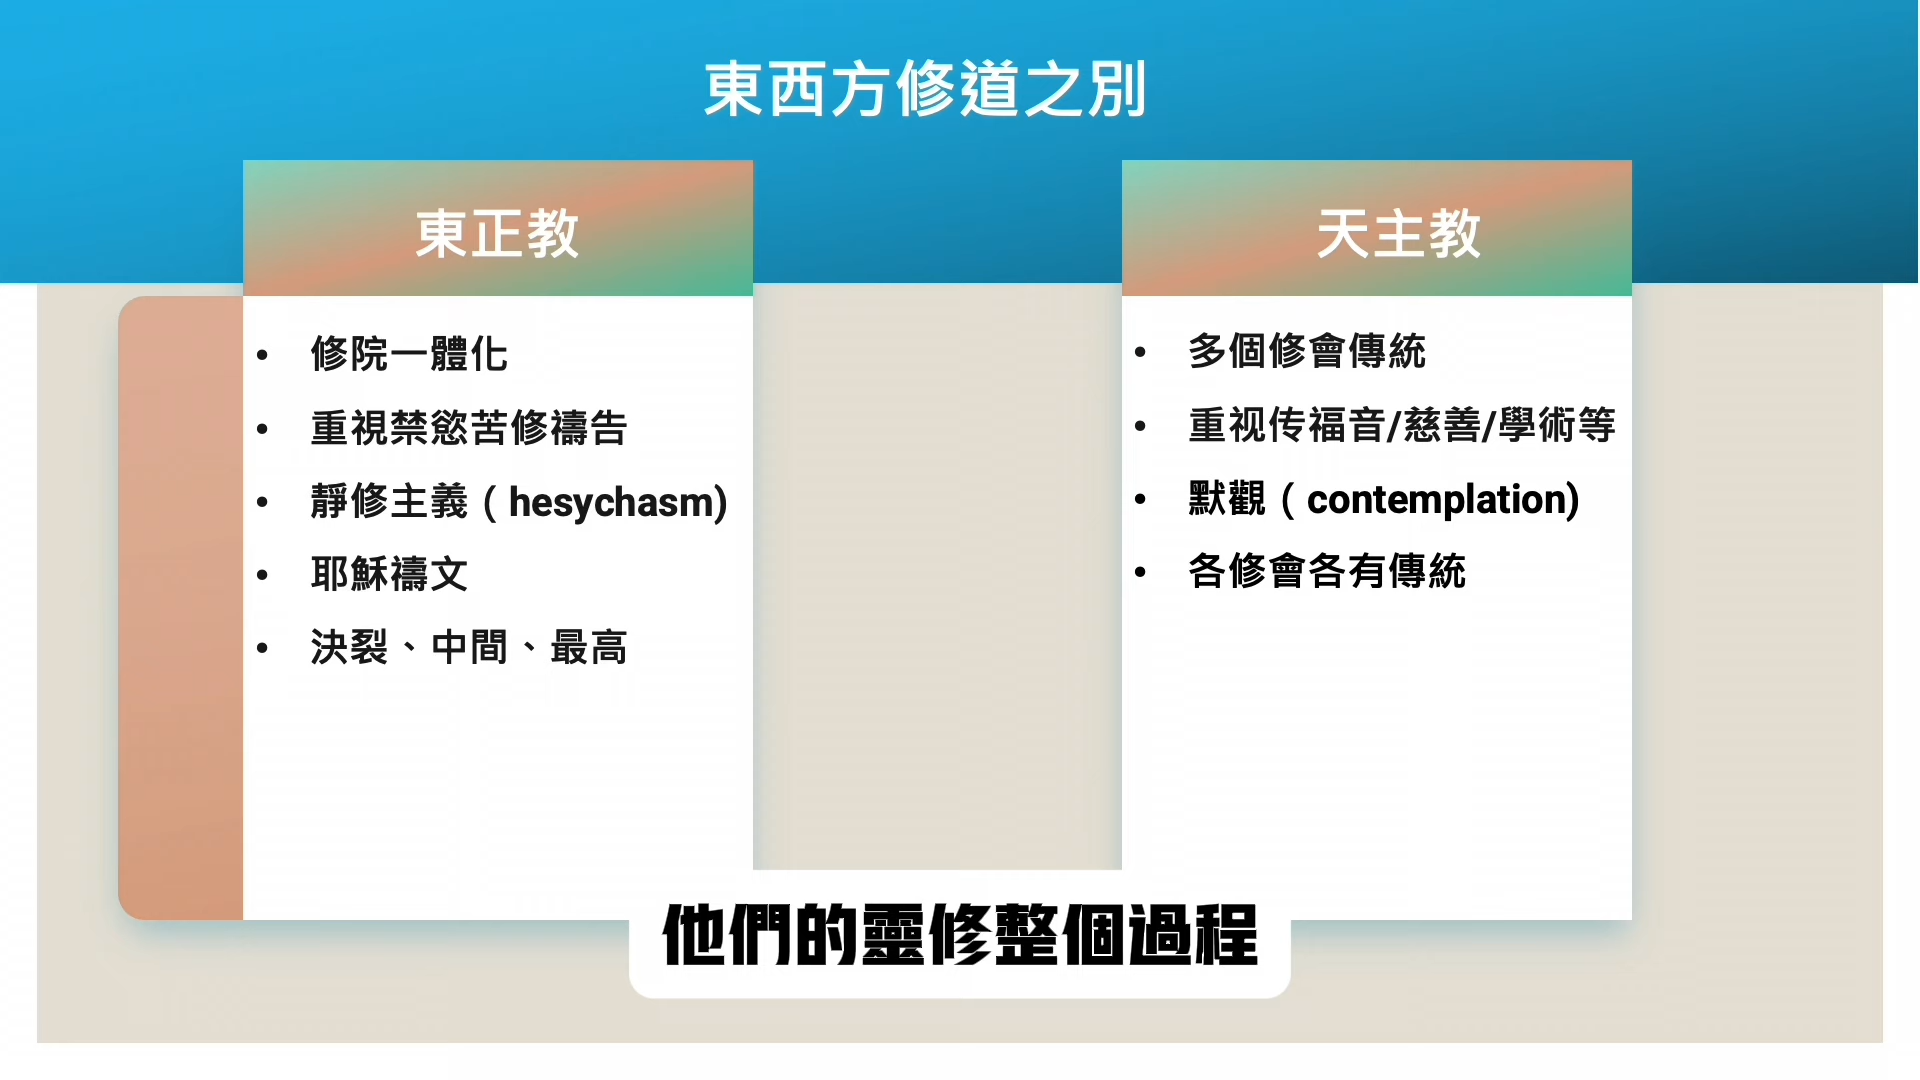 東西方修道之別
東正教
• 修院一體化
• 重視禁慾苦修禱告
• 靜修主義（hesychasm)
• 耶穌禱文
• 決裂、中間、最高
天主教
• 多個修會傳統
• 重视传福音/慈善/學術等
• 默觀（contemplation)
• 各修會各有傳統
他們的靈修整個過程